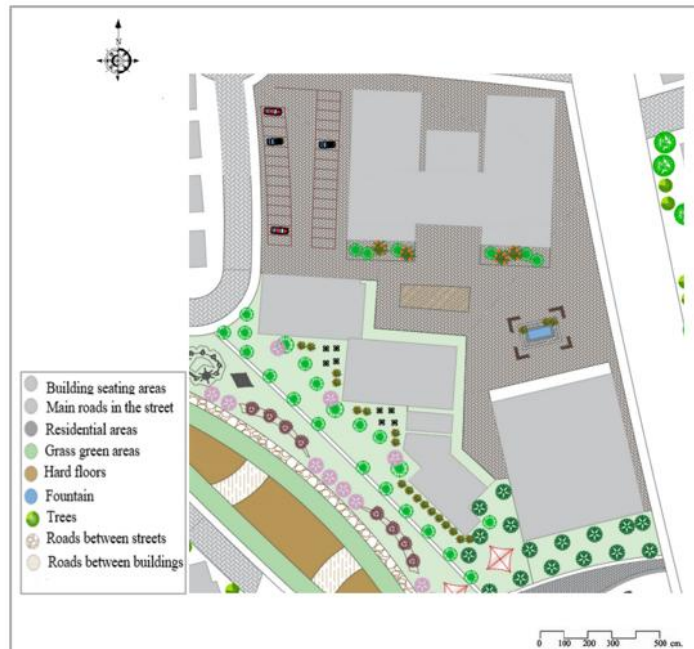 N
Building seating areas
Main roads in the street
Residential areas
Grass green areas
Hard floors
Fountain
Trees
Roads between streets
Roads between buildings
0 100 200 300 500 cm.